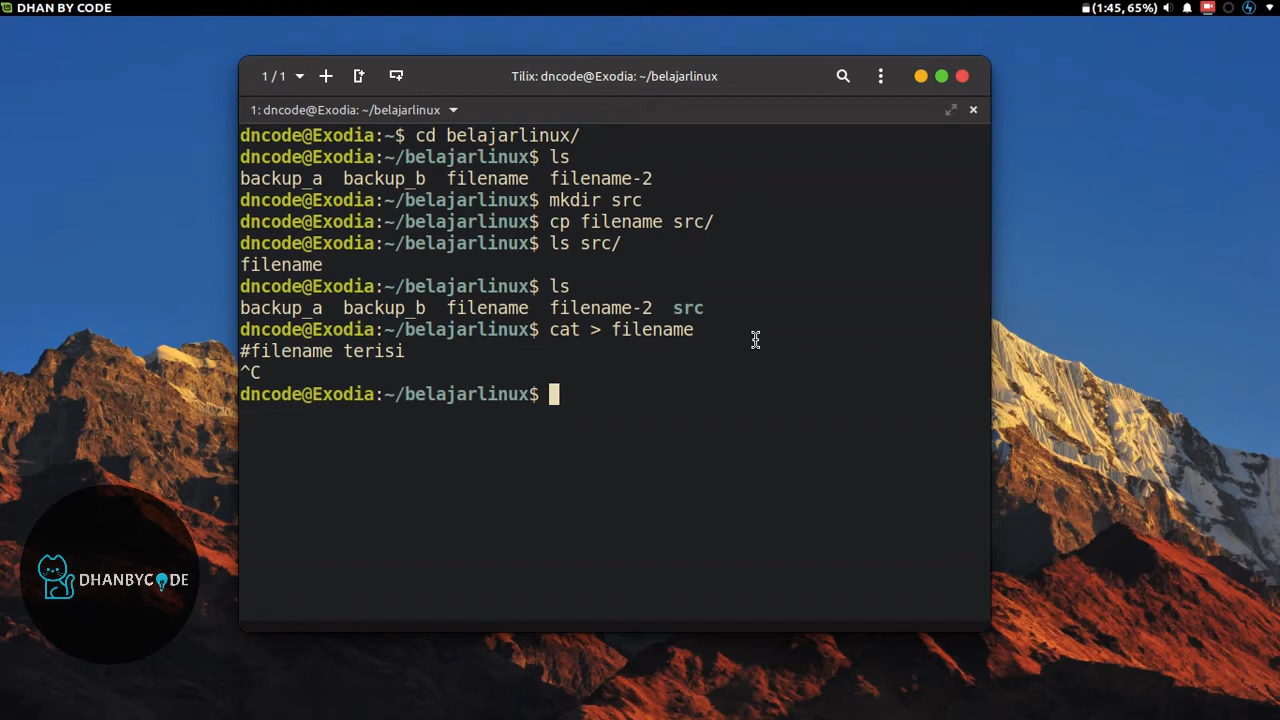 DHAN BY CODE
(1:45, 65%)
1 / 1
Tilix: dncode@Exodia: ~/belajarlinux
1: dncode@Exodia: ~/belajarlinux
dncode@Exodia:~$ cd belajarlinux/
dncode@Exodia:~/belajarlinux$ ls
backup_a  backup_b  filename  filename-2
dncode@Exodia:~/belajarlinux$ mkdir src
dncode@Exodia:~/belajarlinux$ cp filename src/
dncode@Exodia:~/belajarlinux$ ls src/
filename
dncode@Exodia:~/belajarlinux$ ls
backup_a  backup_b  filename  filename-2  src
dncode@Exodia:~/belajarlinux$ cat > filename
#filename terisi
^C
dncode@Exodia:~/belajarlinux$
DHANBYCODE